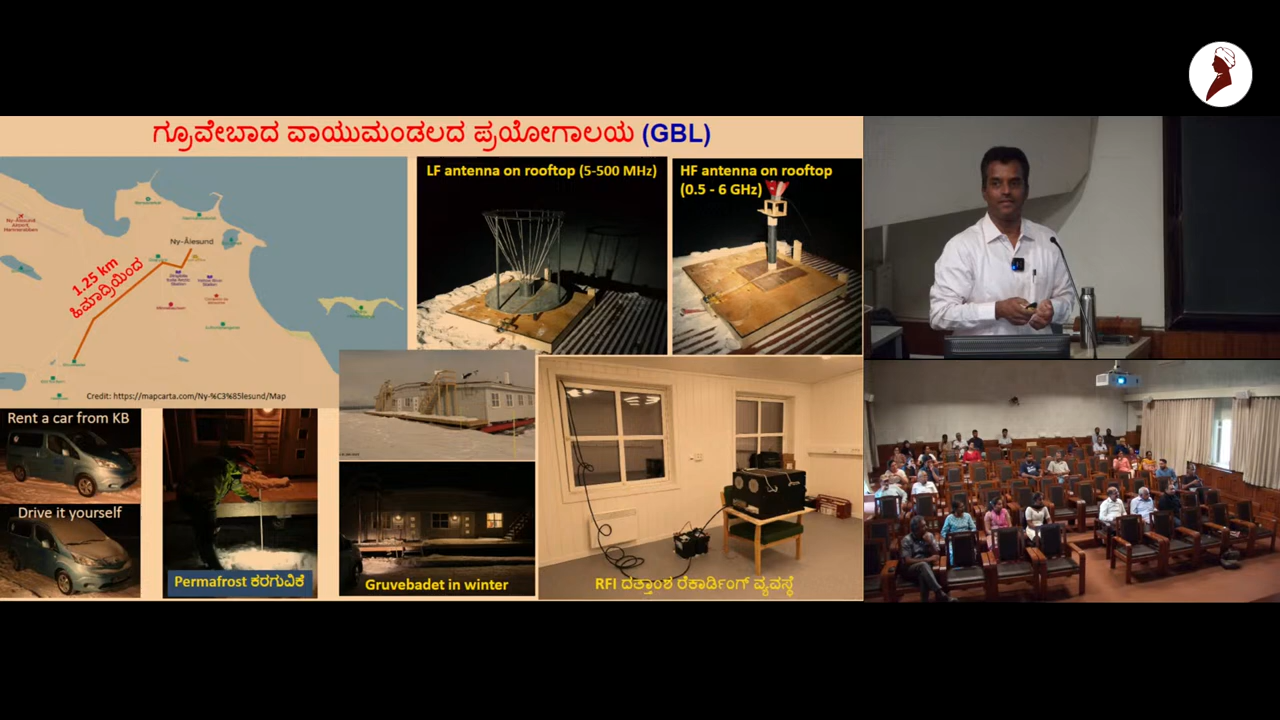 ಗ್ರೂವೇಬಾದ ವಾಯುಮಂಡಲದ ಪ್ರಯೋಗಾಲಯ (GBL)
Ny-Ålesund
1.25 km
ಹಿಮಾದ್ರಿಯಿಂದ
Credit: https://mapcarta.com/Ny-%C3%85lesund/Map
LF antenna on rooftop (5-500 MHz)
HF antenna on rooftop
(0.5 - 6 GHz)
Rent a car from KB
Drive it yourself
Permafrost ಕರಗುವಿಕೆ
Gruvebadet in winter
RFI ದತ್ತಾಂಶ ರೆಕಾರ್ಡಿಂಗ್ ವ್ಯವಸ್ಥೆ